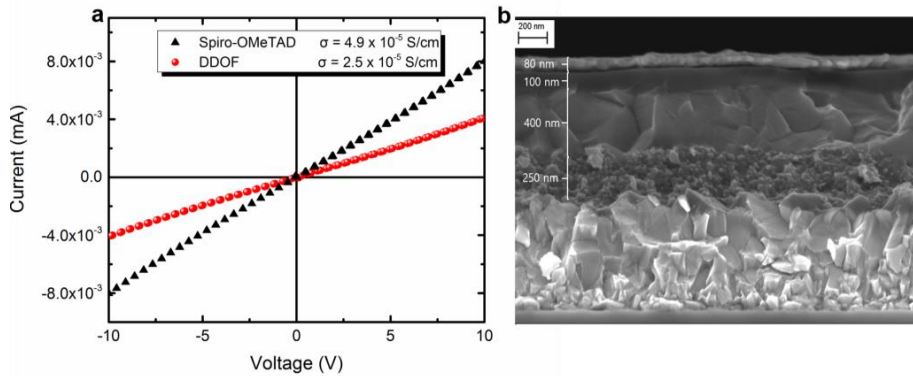 a
Spiro-OMeTAD σ = 4.9 x 10⁻⁵ S/cm
DDOF σ = 2.5 x 10⁻⁵ S/cm
8.0x10⁻³
4.0x10⁻³
0.0
-4.0x10⁻³
-8.0x10⁻³
Current (mA)
-10 -5 0 5 10
Voltage (V)
b
200 nm
80 nm
100 nm
400 nm
250 nm